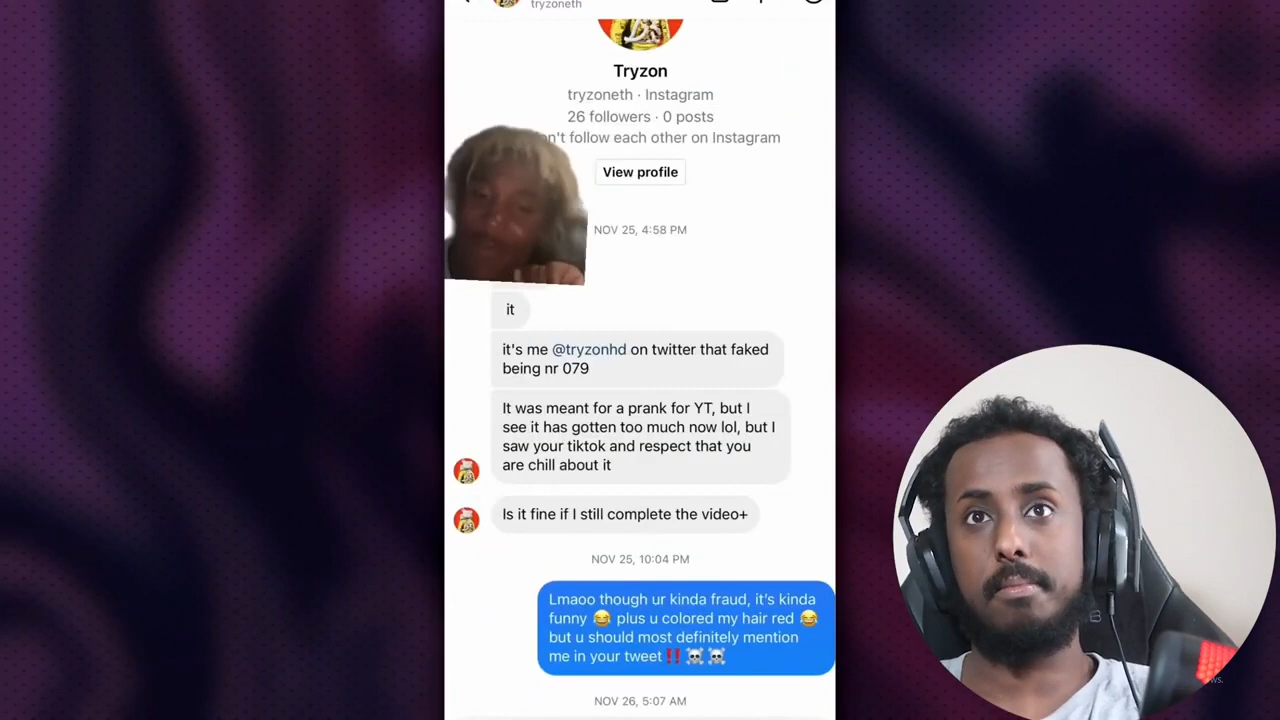 tryzoneth
Tryzon
tryzoneth · Instagram
26 followers · 0 posts
follow each other on Instagram
View profile
NOV 25, 4:58 PM
it
it's me @tryzonhd on twitter that faked
being nr 079
It was meant for a prank for YT, but I
see it has gotten too much now lol, but I
saw your tiktok and respect that you
are chill about it
Is it fine if I still complete the video+
NOV 25, 10:04 PM
Lmaoo though ur kinda fraud, it's kinda
funny 😂 plus u colored my hair red 😂
but u should most definitely mention
me in your tweet‼️☠️☠️
NOV 26, 5:07 AM